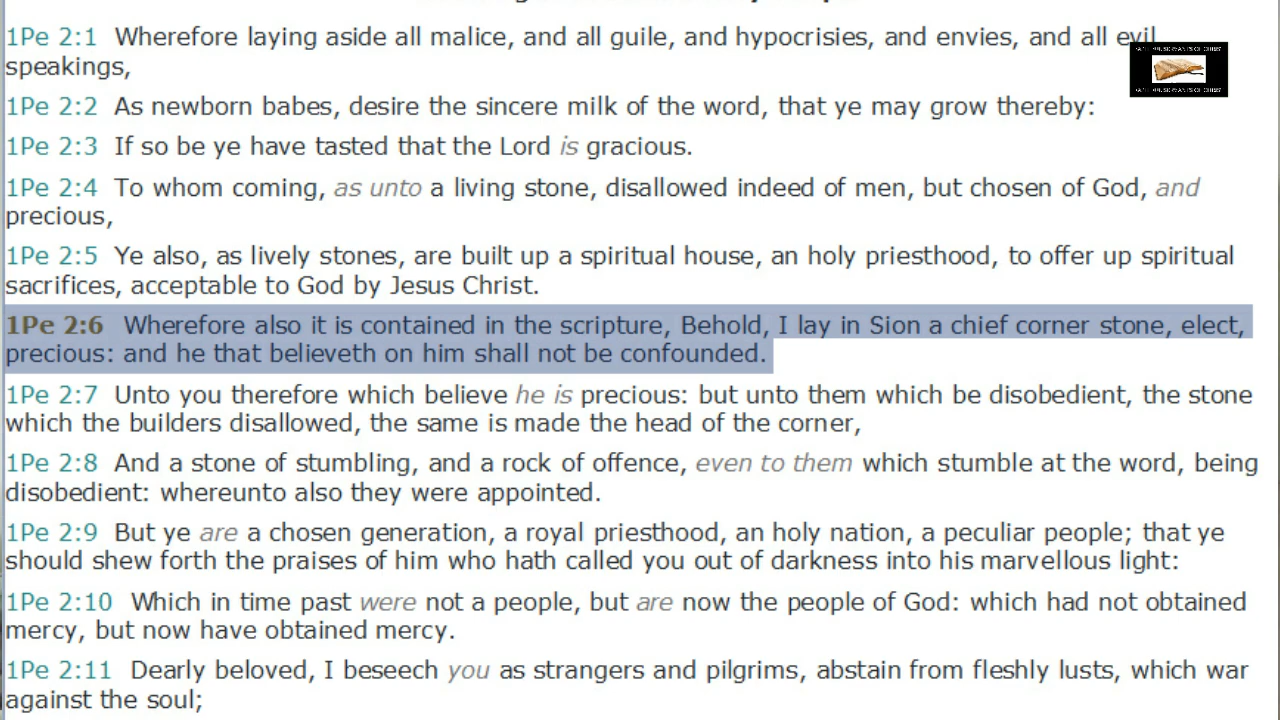 1Pe 2:1 Wherefore laying aside all malice, and all guile, and hypocrisies, and envies, and all evil
speakings,
1Pe 2:2 As newborn babes, desire the sincere milk of the word, that ye may grow thereby:
1Pe 2:3 If so be ye have tasted that the Lord is gracious.
1Pe 2:4 To whom coming, as unto a living stone, disallowed indeed of men, but chosen of God, and
precious,
1Pe 2:5 Ye also, as lively stones, are built up a spiritual house, an holy priesthood, to offer up spiritual
sacrifices, acceptable to God by Jesus Christ.
1Pe 2:6 Wherefore also it is contained in the scripture, Behold, I lay in Sion a chief corner stone, elect,
precious: and he that believeth on him shall not be confounded.
1Pe 2:7 Unto you therefore which believe he is precious: but unto them which be disobedient, the stone
which the builders disallowed, the same is made the head of the corner,
1Pe 2:8 And a stone of stumbling, and a rock of offence, even to them which stumble at the word, being
disobedient: whereunto also they were appointed.
1Pe 2:9 But ye are a chosen generation, a royal priesthood, an holy nation, a peculiar people; that ye
should shew forth the praises of him who hath called you out of darkness into his marvellous light:
1Pe 2:10 Which in time past were not a people, but are now the people of God: which had not obtained
mercy, but now have obtained mercy.
1Pe 2:11 Dearly beloved, I beseech you as strangers and pilgrims, abstain from fleshly lusts, which war
against the soul;